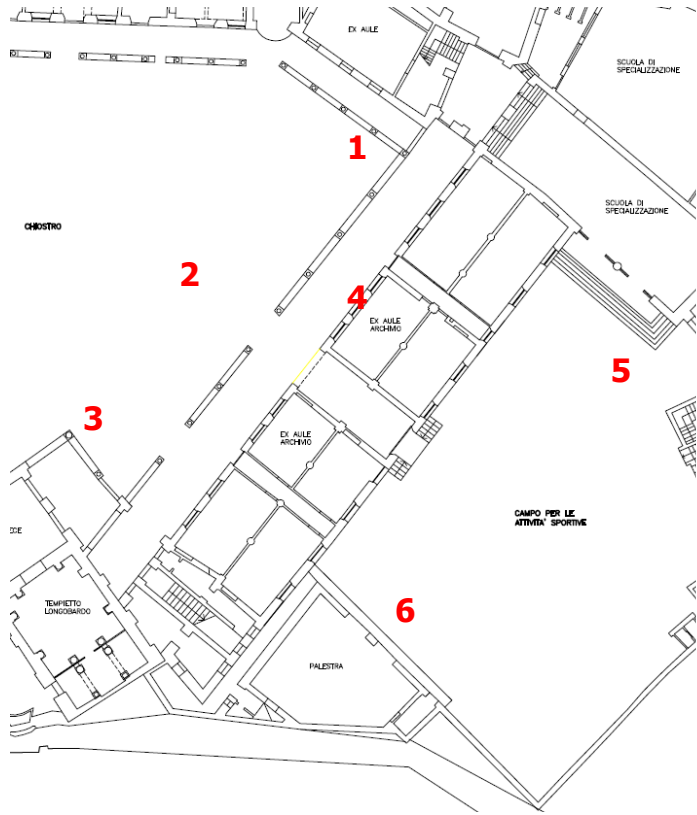 EX AULE
SCUOLA DI
SPECIALIZZAZIONE
1
SCUOLA DI
SPECIALIZZAZIONE
CHIOSTRO
2
4
EX AULE
ARCHIVIO
5
3
EX AULE
ARCHIVIO
CAMPO PER LE
ATTIVITA' SPORTIVE
ECE
TEMPIETTO
LONGOBARDO
6
PALESTRA